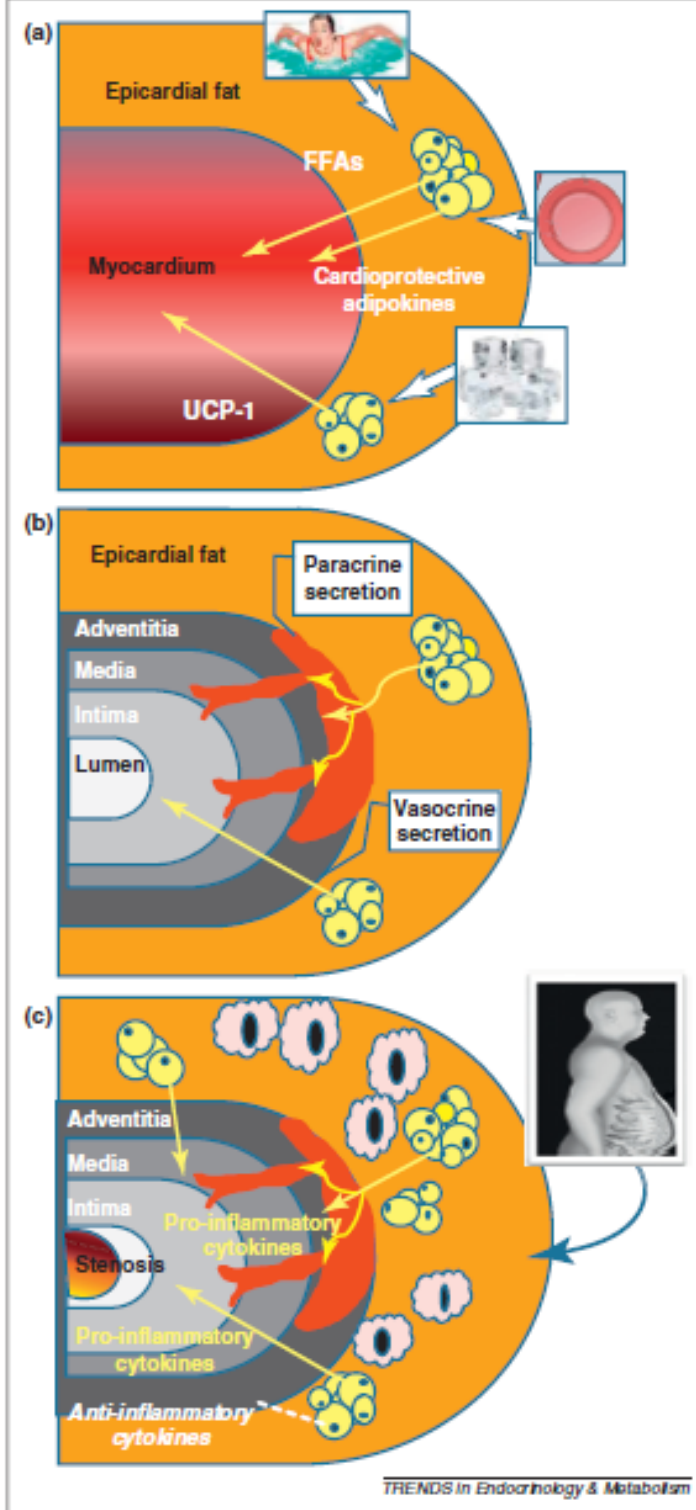 (a)
Epicardial fat
FFAs
Myocardium
Cardioprotective
adipokines
UCP-1
(b)
Epicardial fat
Paracrine
secretion
Adventitia
Media
Intima
Lumen
Vasocrine
secretion
(c)
Adventitia
Media
Intima
Pro-inflammatory
cytokines
Stenosis
Pro-inflammatory
cytokines
Anti-inflammatory
cytokines
TRENDS in Endocrinology & Metabolism